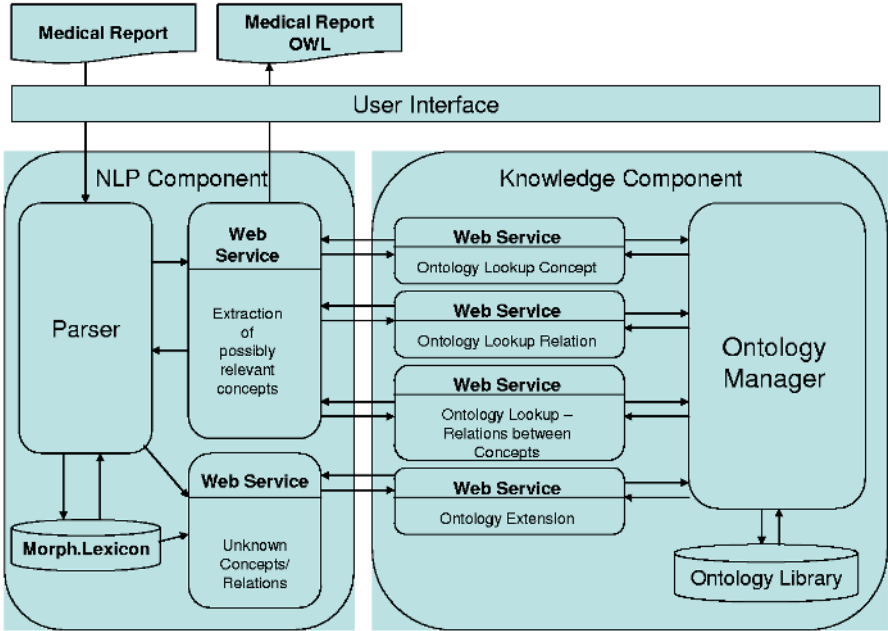 Medical Report
Medical Report
OWL
User Interface
NLP Component
Parser
Web
Service
Extraction
of
possibly
relevant
concepts
Morph.Lexicon
Web Service
Unknown
Concepts/
Relations
Knowledge Component
Web Service
Ontology Lookup Concept
Web Service
Ontology Lookup Relation
Web Service
Ontology Lookup –
Relations between
Concepts
Web Service
Ontology Extension
Ontology
Manager
Ontology Library